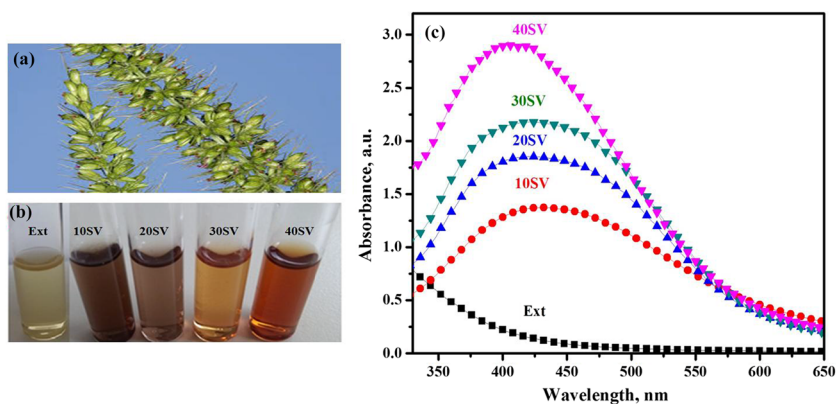 (a)
(b)
Ext 10SV 20SV 30SV 40SV
(c)
40SV
30SV
20SV
10SV
Ext
3.0
2.5
2.0
1.5
1.0
0.5
0.0
350 400 450 500 550 600 650
Absorbance, a.u.
Wavelength, nm